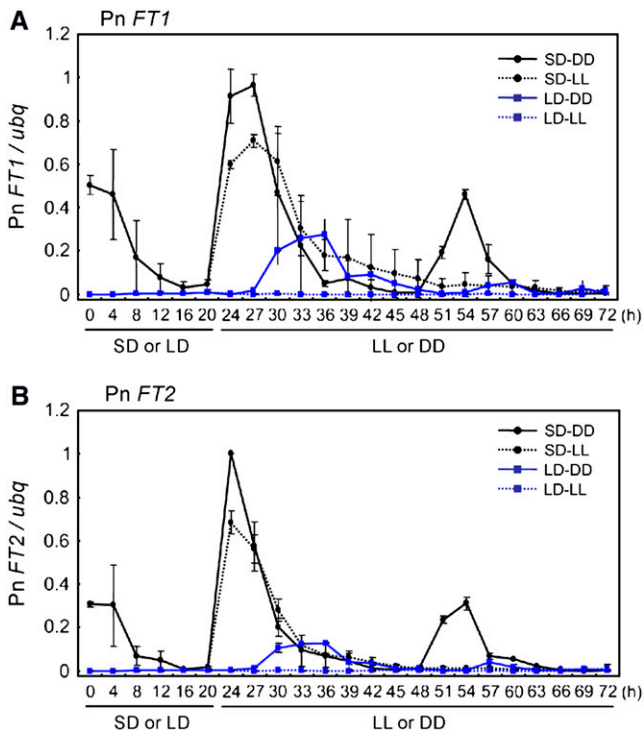 A Pn FT1
1.2
1
0.8
0.6
0.4
0.2
0
Pn FT1 / ubq
SD-DD
SD-LL
LD-DD
LD-LL
0 4 8 12 16 20 24 27 30 33 36 39 42 45 48 51 54 57 60 63 66 69 72 (h)
SD or LD LL or DD
B Pn FT2
1.2
1
0.8
0.6
0.4
0.2
0
Pn FT2 / ubq
SD-DD
SD-LL
LD-DD
LD-LL
0 4 8 12 16 20 24 27 30 33 36 39 42 45 48 51 54 57 60 63 66 69 72 (h)
SD or LD LL or DD